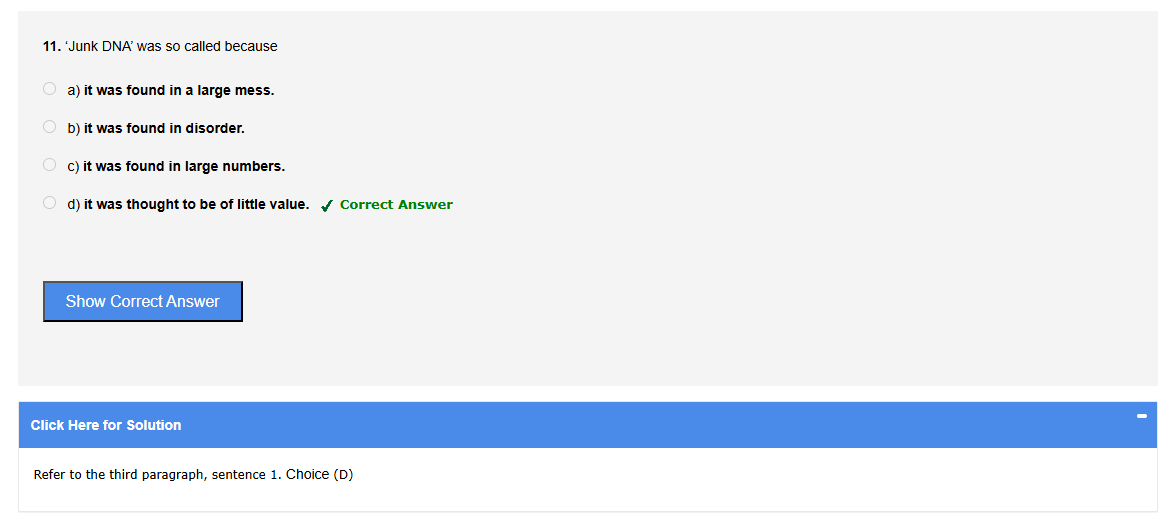 11. ‘Junk DNA’ was so called because
a) it was found in a large mess.
b) it was found in disorder.
c) it was found in large numbers.
d) it was thought to be of little value. ✓ Correct Answer
Show Correct Answer
Click Here for Solution
Refer to the third paragraph, sentence 1. Choice (D)